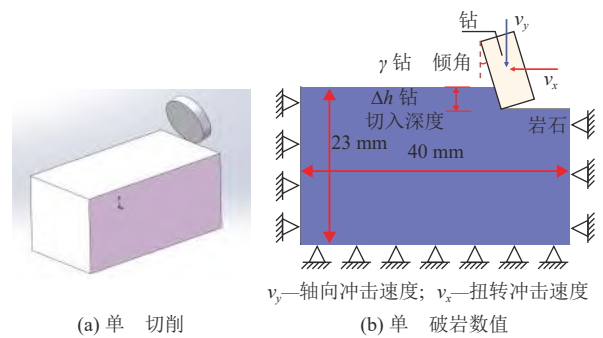 钻
v_y
γ 钻 倾角
v_x
Δh 钻
切入深度
岩石
23 mm
40 mm
v_y—轴向冲击速度; v_x—扭转冲击速度
(a) 单 切削
(b) 单 破岩数值